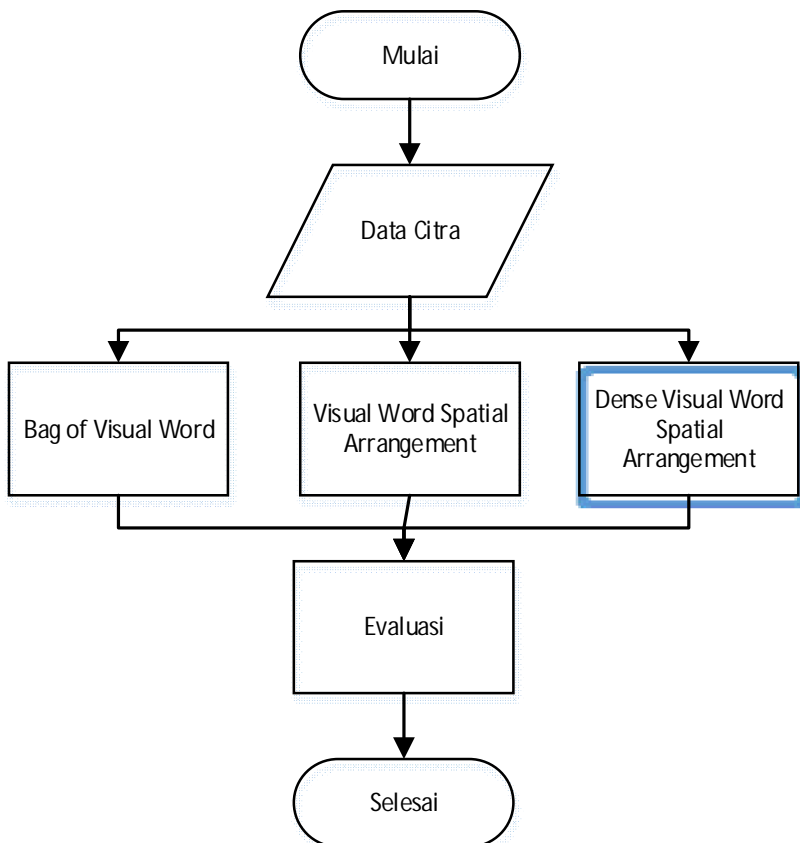 Mulai
Data Citra
Bag of Visual Word
Visual Word Spatial
Arrangement
Dense Visual Word
Spatial
Arrangement
Evaluasi
Selesai